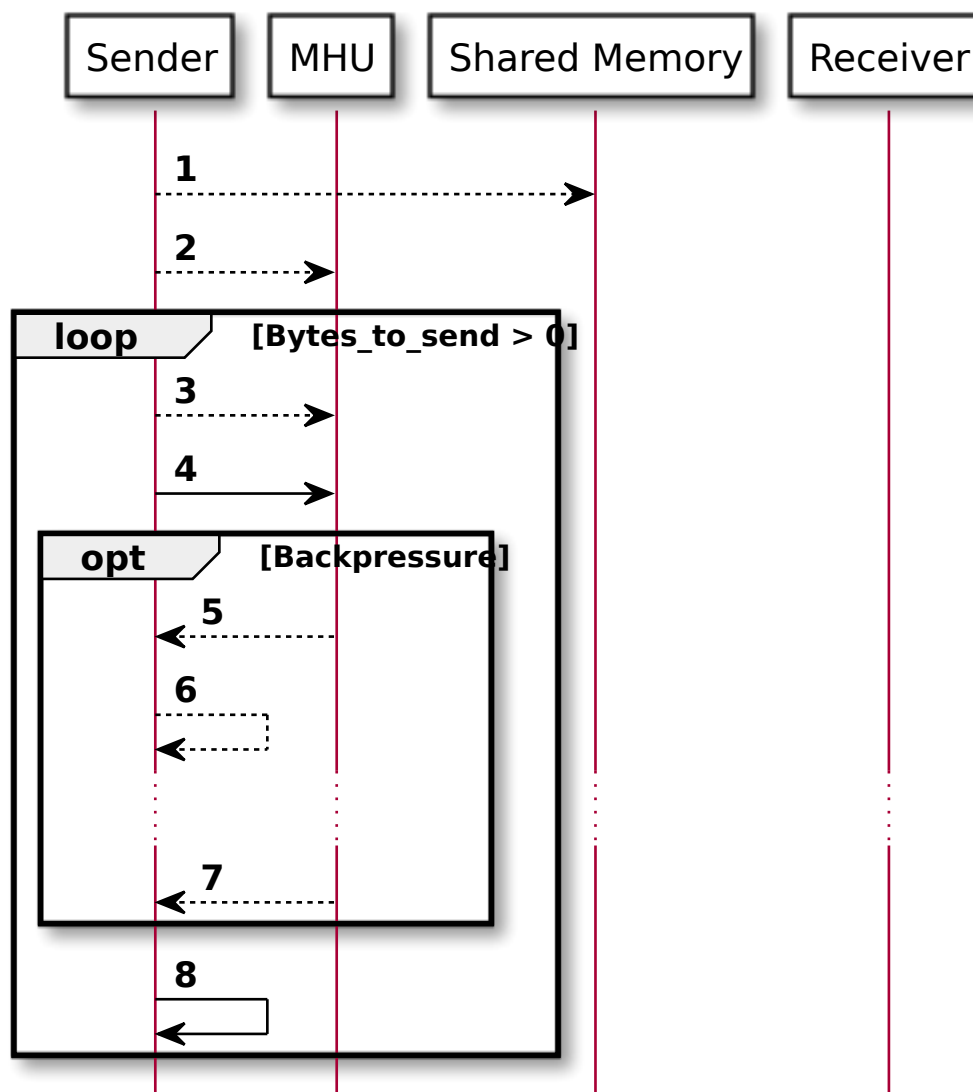 Sender MHU Shared Memory Receiver
1
2
loop [Bytes_to_send > 0]
3
4
opt [Backpressure]
5
6
7
8